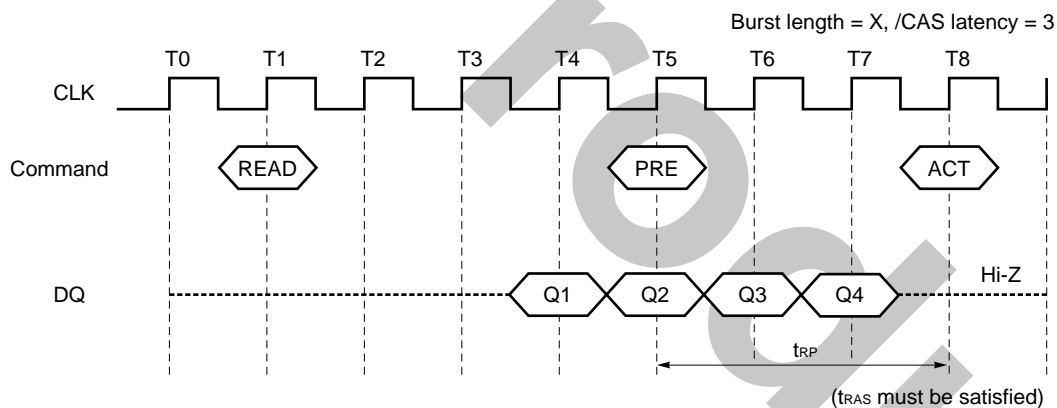 Burst length = X, /CAS latency = 3
T0 T1 T2 T3 T4 T5 T6 T7 T8
CLK
Command READ PRE ACT
Hi-Z
DQ Q1 Q2 Q3 Q4
tRP
(tRAS must be satisfied)